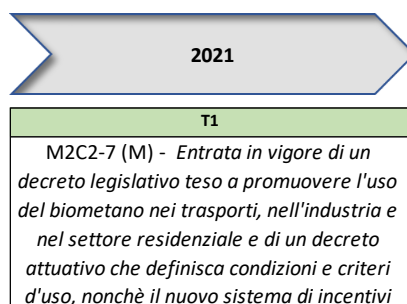 2021
T1
M2C2-7 (M) - Entrata in vigore di un
decreto legislativo teso a promuovere l'uso
del biometano nei trasporti, nell'industria e
nel settore residenziale e di un decreto
attuativo che definisca condizioni e criteri
d'uso, nonchè il nuovo sistema di incentivi